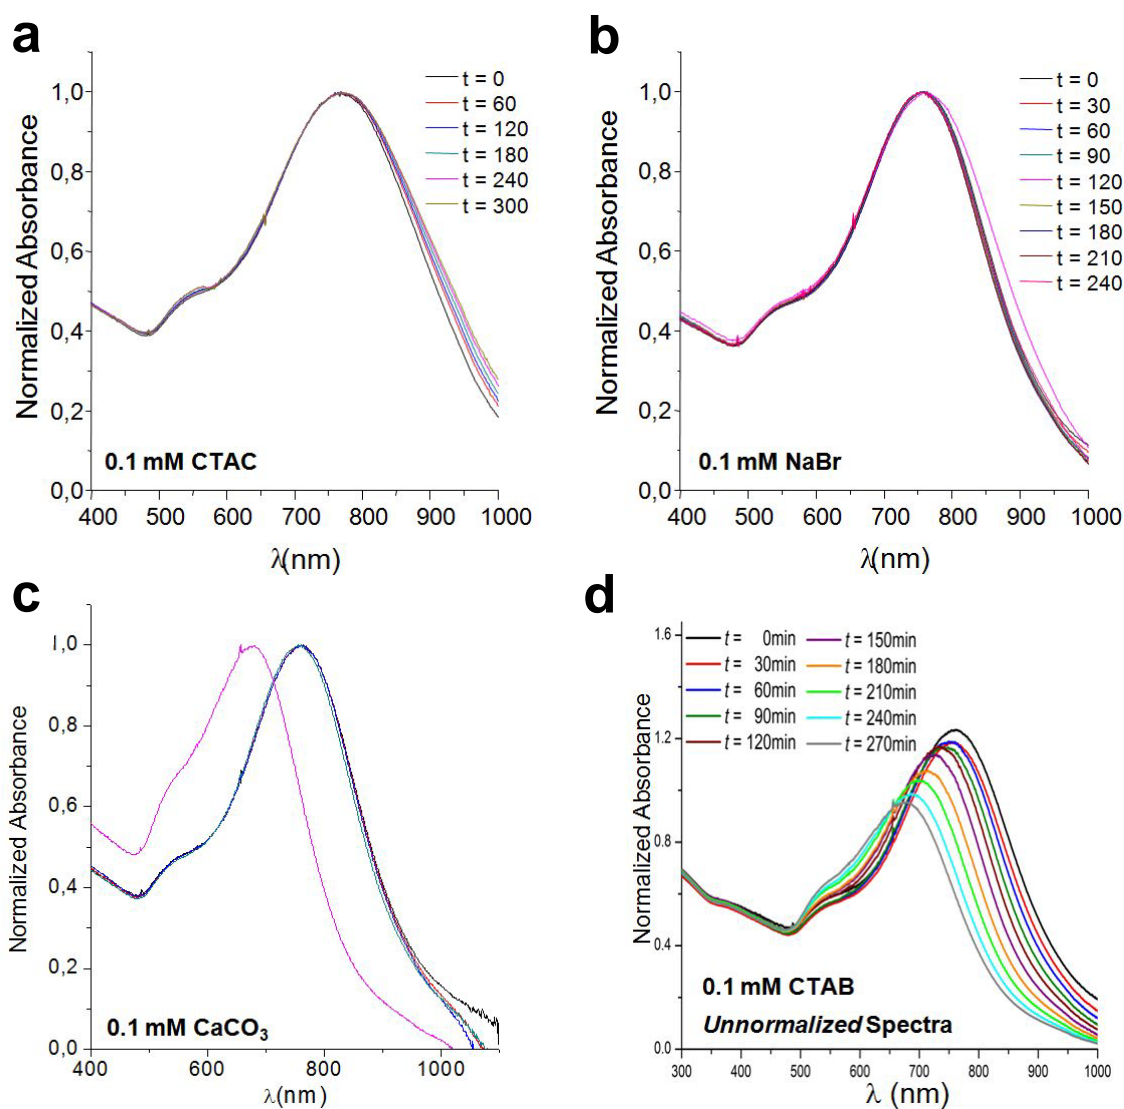 a
Normalized Absorbance
1,0
0,8
0,6
0,4
0,2
0,0
t = 0
t = 60
t = 120
t = 180
t = 240
t = 300
0.1 mM CTAC
400 500 600 700 800 900 1000
λ(nm)
b
Normalized Absorbance
1,0
0,8
0,6
0,4
0,2
0,0
t = 0
t = 30
t = 60
t = 90
t = 120
t = 150
t = 180
t = 210
t = 240
0.1 mM NaBr
400 500 600 700 800 900 1000
λ(nm)
c
Normalized Absorbance
1,0
0,8
0,6
0,4
0,2
0,0
0.1 mM CaCO₃
400 600 800 1000
λ(nm)
d
Normalized Absorbance
1.6
1.2
0.8
0.4
0.0
t = 0min
t = 30min
t = 60min
t = 90min
t = 120min
t = 150min
t = 180min
t = 210min
t = 240min
t = 270min
0.1 mM CTAB
Unnormalized Spectra
300 400 500 600 700 800 900 1000
λ (nm)